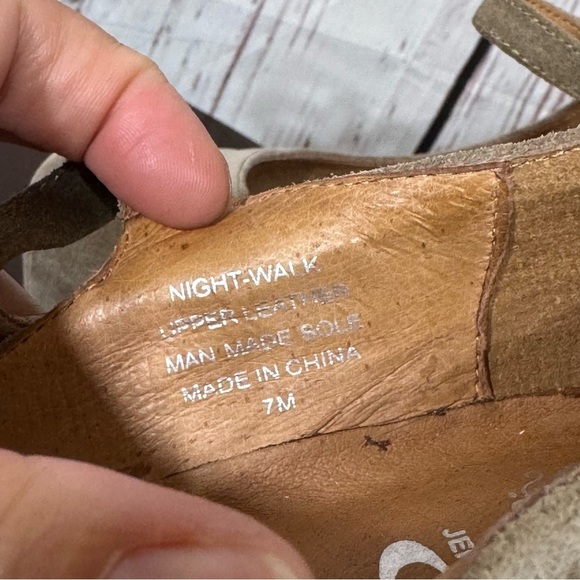 NIGHT-WALK
UPPER LEATHER
MAN MADE SOLE
MADE IN CHINA
7M